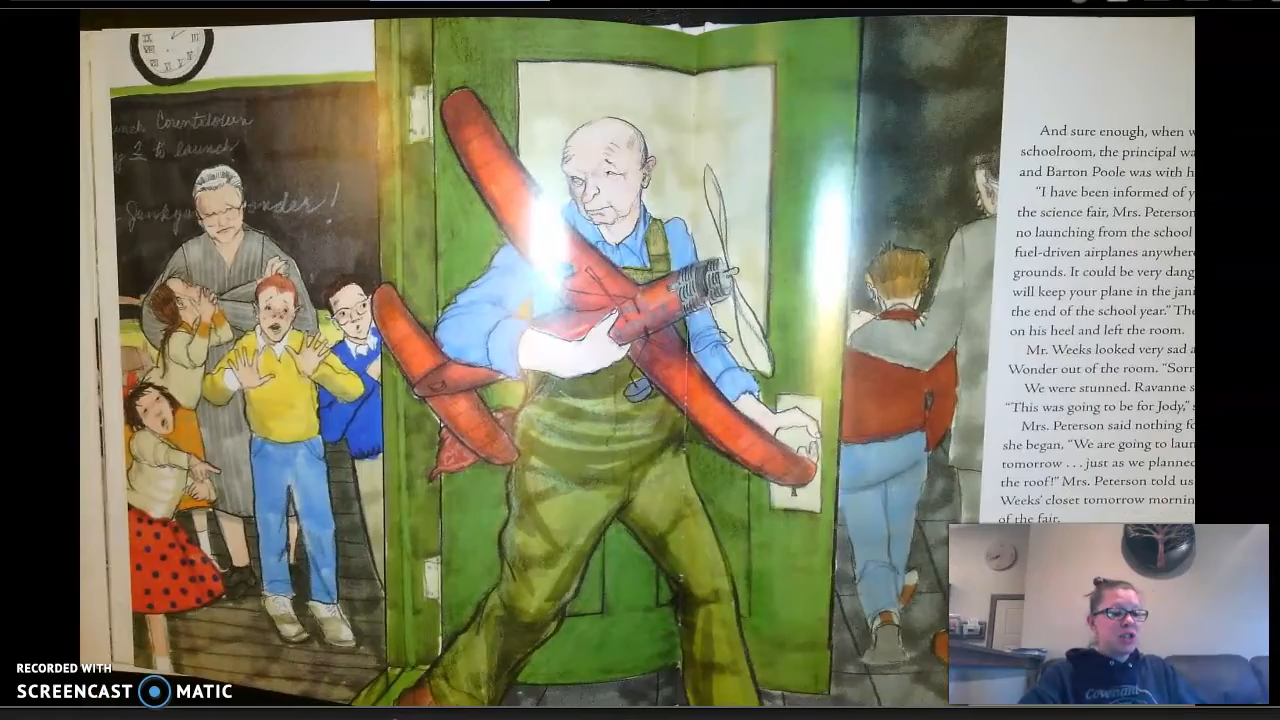 Countdown
2 to launch
And sure enough, when w
schoolroom, the principal wa
and Barton Poole was with h
"I have been informed of y
the science fair, Mrs. Peterson
no launching from the school
fuel-driven airplanes anywhere
grounds. It could be very dang
will keep your plane in the jani
the end of the school year." The
on his heel and left the room.
Mr. Weeks looked very sad a
Wonder out of the room. "Sorr
We were stunned. Ravanne s
"This was going to be for Jody," s
Mrs. Peterson said nothing fo
she began, "We are going to laun
tomorrow . . . just as we planned
the roof!" Mrs. Peterson told us
Weeks' closet tomorrow mornin
of the fair.
Covenant
RECORDED WITH
SCREENCAST MATIC